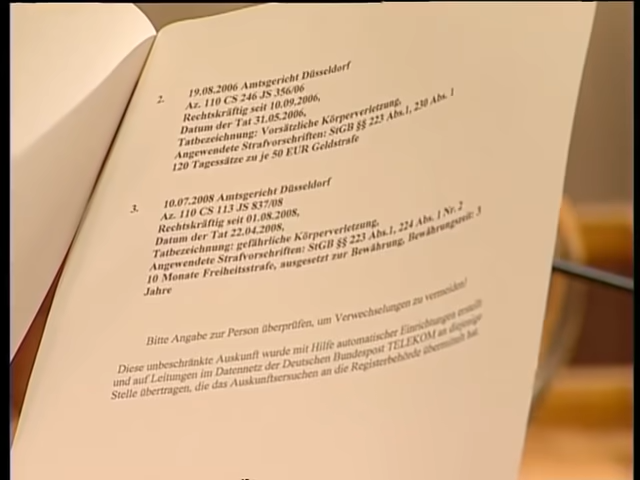 2. 19.08.2006 Amtsgericht Düsseldorf
Az. 110 CS 246 JS 356/06
Rechtskräftig seit 10.09.2006,
Datum der Tat 31.05.2006,
Tatbezeichnung: Vorsätzliche Körperverletzung,
Angewendete Strafvorschriften: StGB §§ 223 Abs.1, 230 Abs. 1
120 Tagessätze zu je 50 EUR Geldstrafe
3. 10.07.2008 Amtsgericht Düsseldorf
Az. 110 CS 113 JS 837/08
Rechtskräftig seit 01.08.2008,
Datum der Tat 22.04.2008,
Tatbezeichnung: gefährliche Körperverletzung,
Angewendete Strafvorschriften: StGB §§ 223 Abs.1, 224 Abs. 1 Nr. 2
10 Monate Freiheitsstrafe, ausgesetzt zur Bewährung, Bewährungszeit: 3
Jahre
Bitte Angabe zur Person überprüfen, um Verwechselungen zu vermeiden!
Diese unbeschränkte Auskunft wurde mit Hilfe automatischer Einrichtungen erstellt
und auf Leitungen im Datennetz der Deutschen Bundespost TELEKOM an diejenige
Stelle übertragen, die das Auskunftsersuchen an die Registerbehörde übermittelt hat.